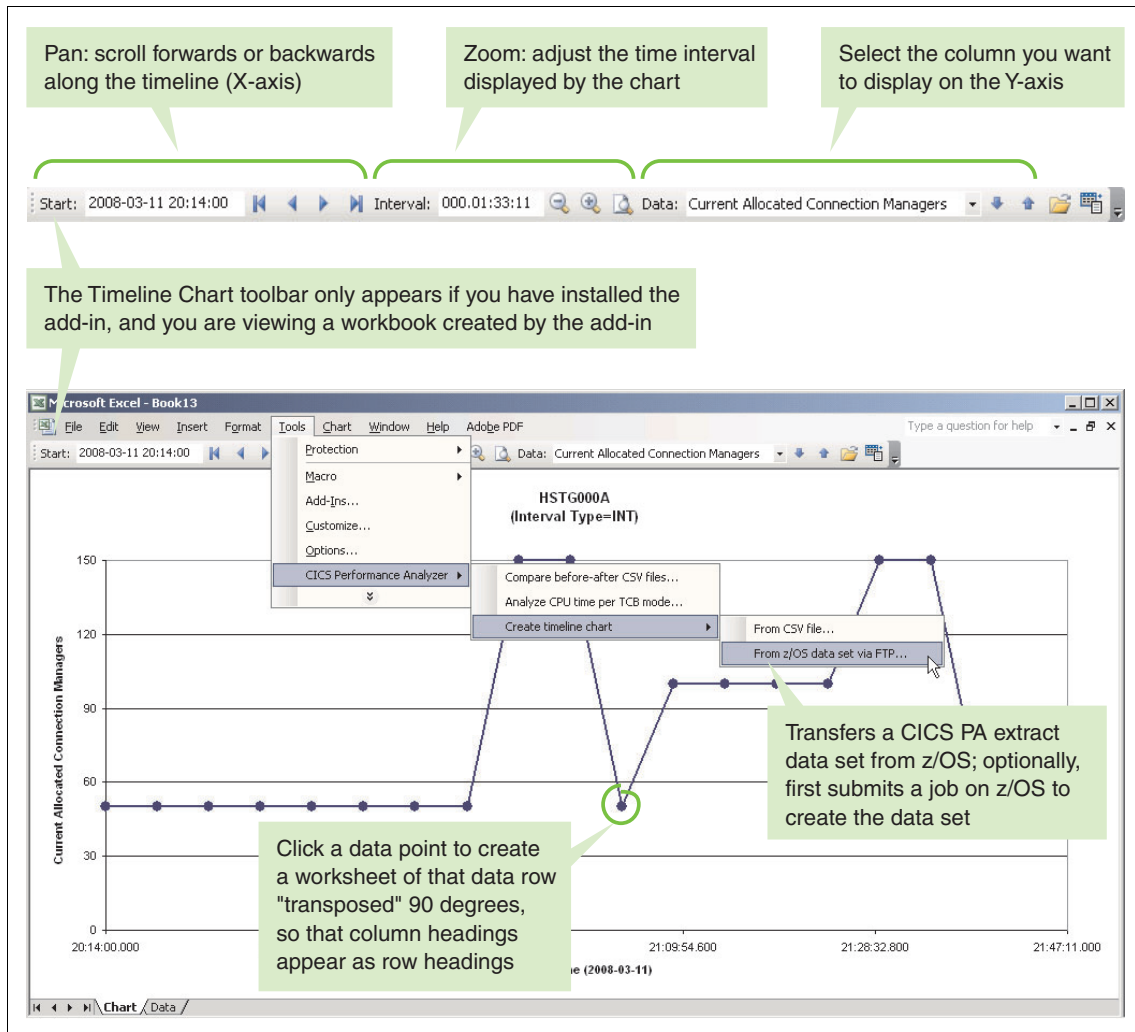 Pan: scroll forwards or backwards
along the timeline (X-axis)
Zoom: adjust the time interval
displayed by the chart
Select the column you want
to display on the Y-axis
Start: 2008-03-11 20:14:00 Interval: 000.01:33:11 Data: Current Allocated Connection Managers
The Timeline Chart toolbar only appears if you have installed the
add-in, and you are viewing a workbook created by the add-in
Microsoft Excel - Book13
File Edit View Insert Format Tools Chart Window Help Adobe PDF Type a question for help
Start: 2008-03-11 20:14:00 Data: Current Allocated Connection Managers
Protection
Macro
Add-Ins...
Customize...
Options...
CICS Performance Analyzer
Compare before-after CSV files...
Analyze CPU time per TCB mode...
Create timeline chart
From CSV file...
From z/OS data set via FTP...
HSTG000A
(Interval Type=INT)
Current Allocated Connection Managers
150
120
90
60
30
0
Transfers a CICS PA extract
data set from z/OS; optionally,
first submits a job on z/OS to
create the data set
Click a data point to create
a worksheet of that data row
"transposed" 90 degrees,
so that column headings
appear as row headings
20:14:00.000 21:09:54.600 21:28:32.800 21:47:11.000
(2008-03-11)
Chart Data